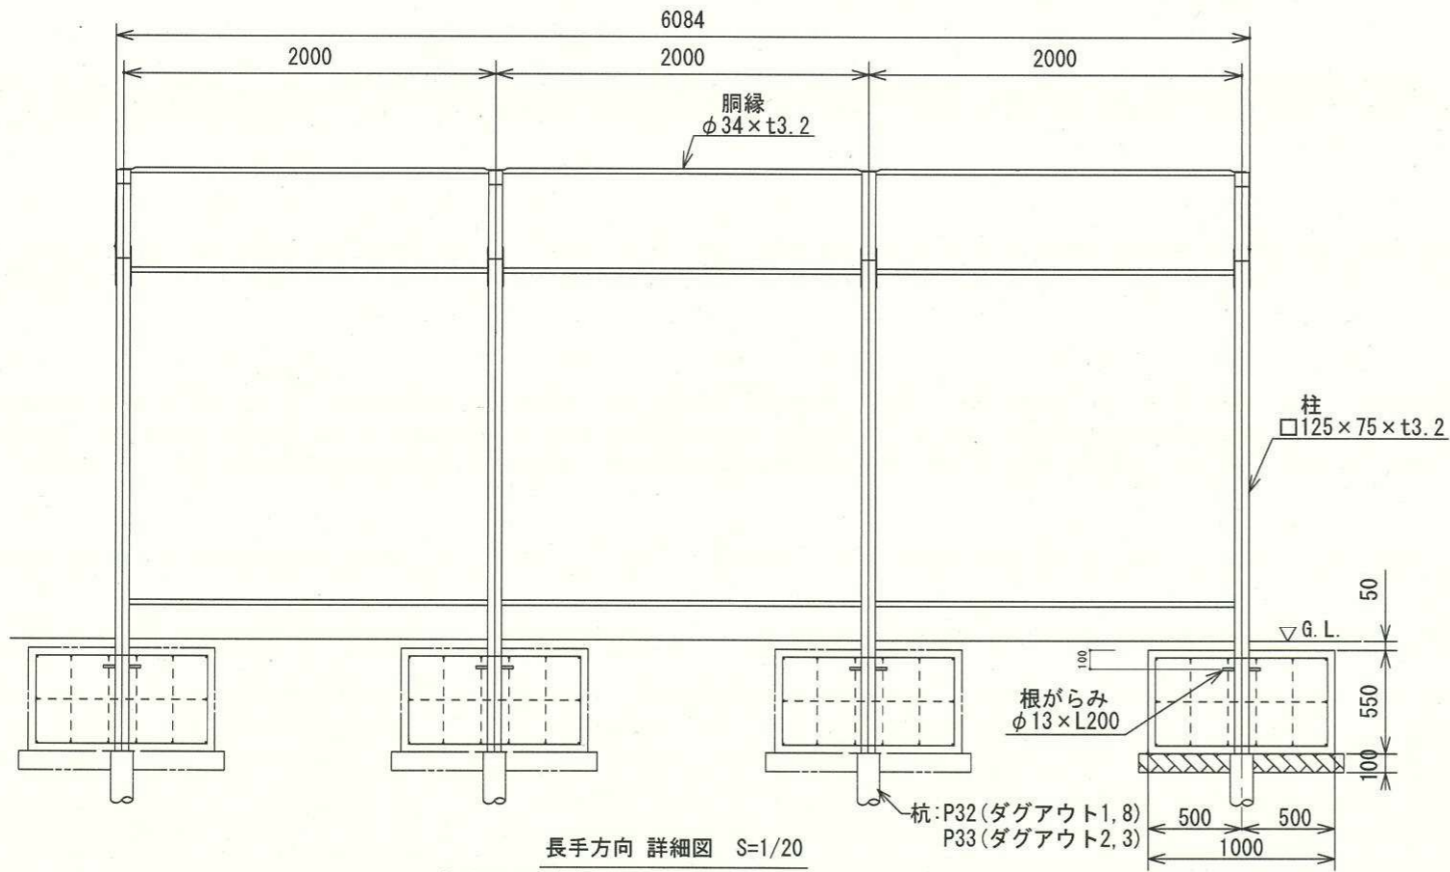 6084
2000
2000
2000
胴縁
φ34×t3.2
柱
□125×75×t3.2
50
▽G.L.
100
根がらみ
φ13×L200
550
100
杭:P32(ダグアウト1,8)
P33(ダグアウト2,3)
500
500
1000
長手方向 詳細図 S=1/20